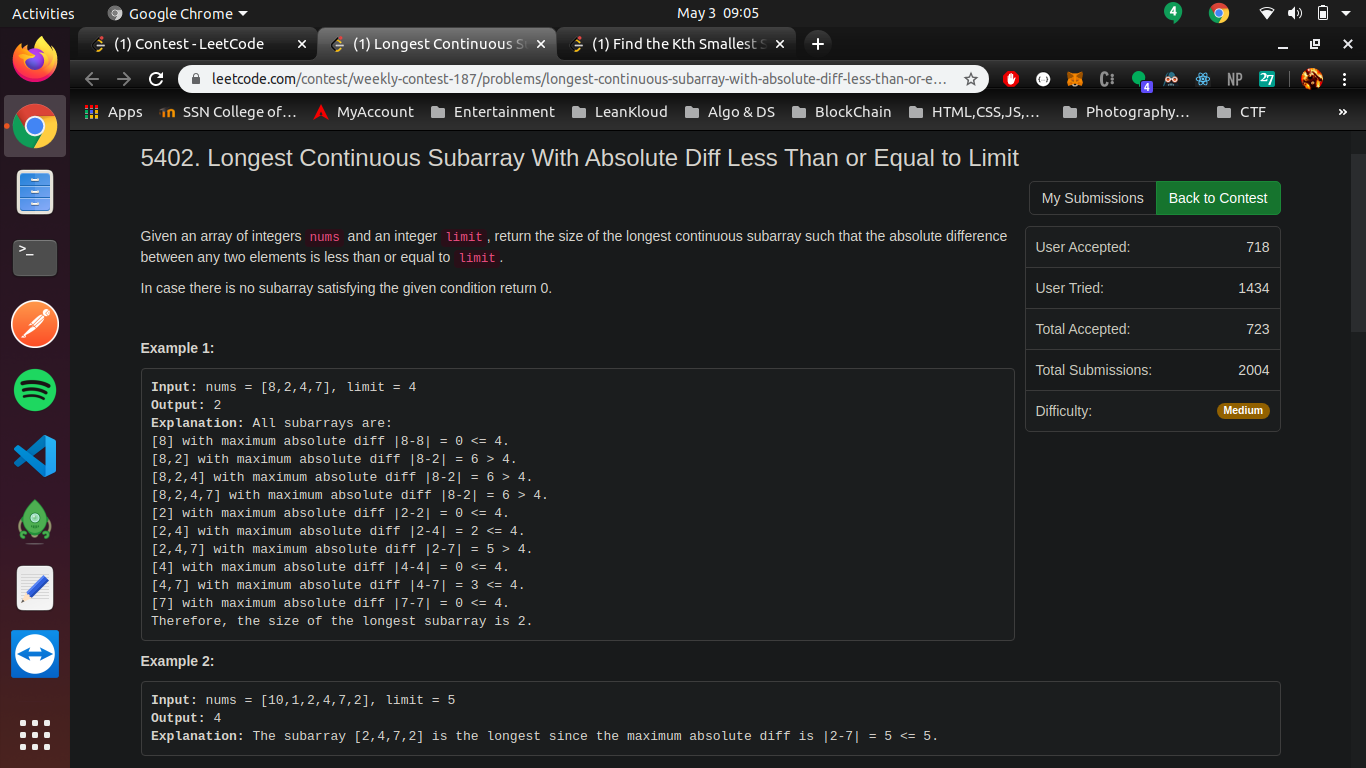 Activities Google Chrome May 3 09:05 4
(1) Contest - LeetCode (1) Longest Continuous S (1) Find the Kth Smallest S
leetcode.com/contest/weekly-contest-187/problems/longest-continuous-subarray-with-absolute-diff-less-than-or-e… 4 NP 27
Apps SSN College of… MyAccount Entertainment LeanKloud Algo & DS BlockChain HTML,CSS,JS,… Photography… CTF »
5402. Longest Continuous Subarray With Absolute Diff Less Than or Equal to Limit
My Submissions Back to Contest
Given an array of integers nums and an integer limit, return the size of the longest continuous subarray such that the absolute difference
between any two elements is less than or equal to limit.
In case there is no subarray satisfying the given condition return 0.
User Accepted: 718
User Tried: 1434
Total Accepted: 723
Total Submissions: 2004
Difficulty: Medium
Example 1:
Input: nums = [8,2,4,7], limit = 4
Output: 2
Explanation: All subarrays are:
[8] with maximum absolute diff |8-8| = 0 <= 4.
[8,2] with maximum absolute diff |8-2| = 6 > 4.
[8,2,4] with maximum absolute diff |8-2| = 6 > 4.
[8,2,4,7] with maximum absolute diff |8-2| = 6 > 4.
[2] with maximum absolute diff |2-2| = 0 <= 4.
[2,4] with maximum absolute diff |2-4| = 2 <= 4.
[2,4,7] with maximum absolute diff |2-7| = 5 > 4.
[4] with maximum absolute diff |4-4| = 0 <= 4.
[4,7] with maximum absolute diff |4-7| = 3 <= 4.
[7] with maximum absolute diff |7-7| = 0 <= 4.
Therefore, the size of the longest subarray is 2.
Example 2:
Input: nums = [10,1,2,4,7,2], limit = 5
Output: 4
Explanation: The subarray [2,4,7,2] is the longest since the maximum absolute diff is |2-7| = 5 <= 5.